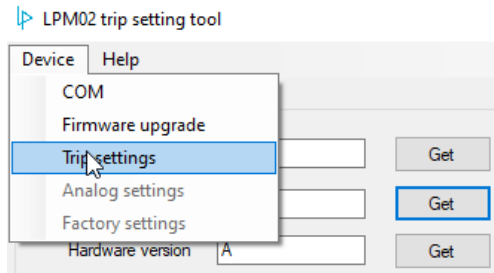 LPM02 trip setting tool
Device Help
COM
Firmware upgrade
Trip settings
Get
Analog settings
Get
Factory settings
Hardware version A Get